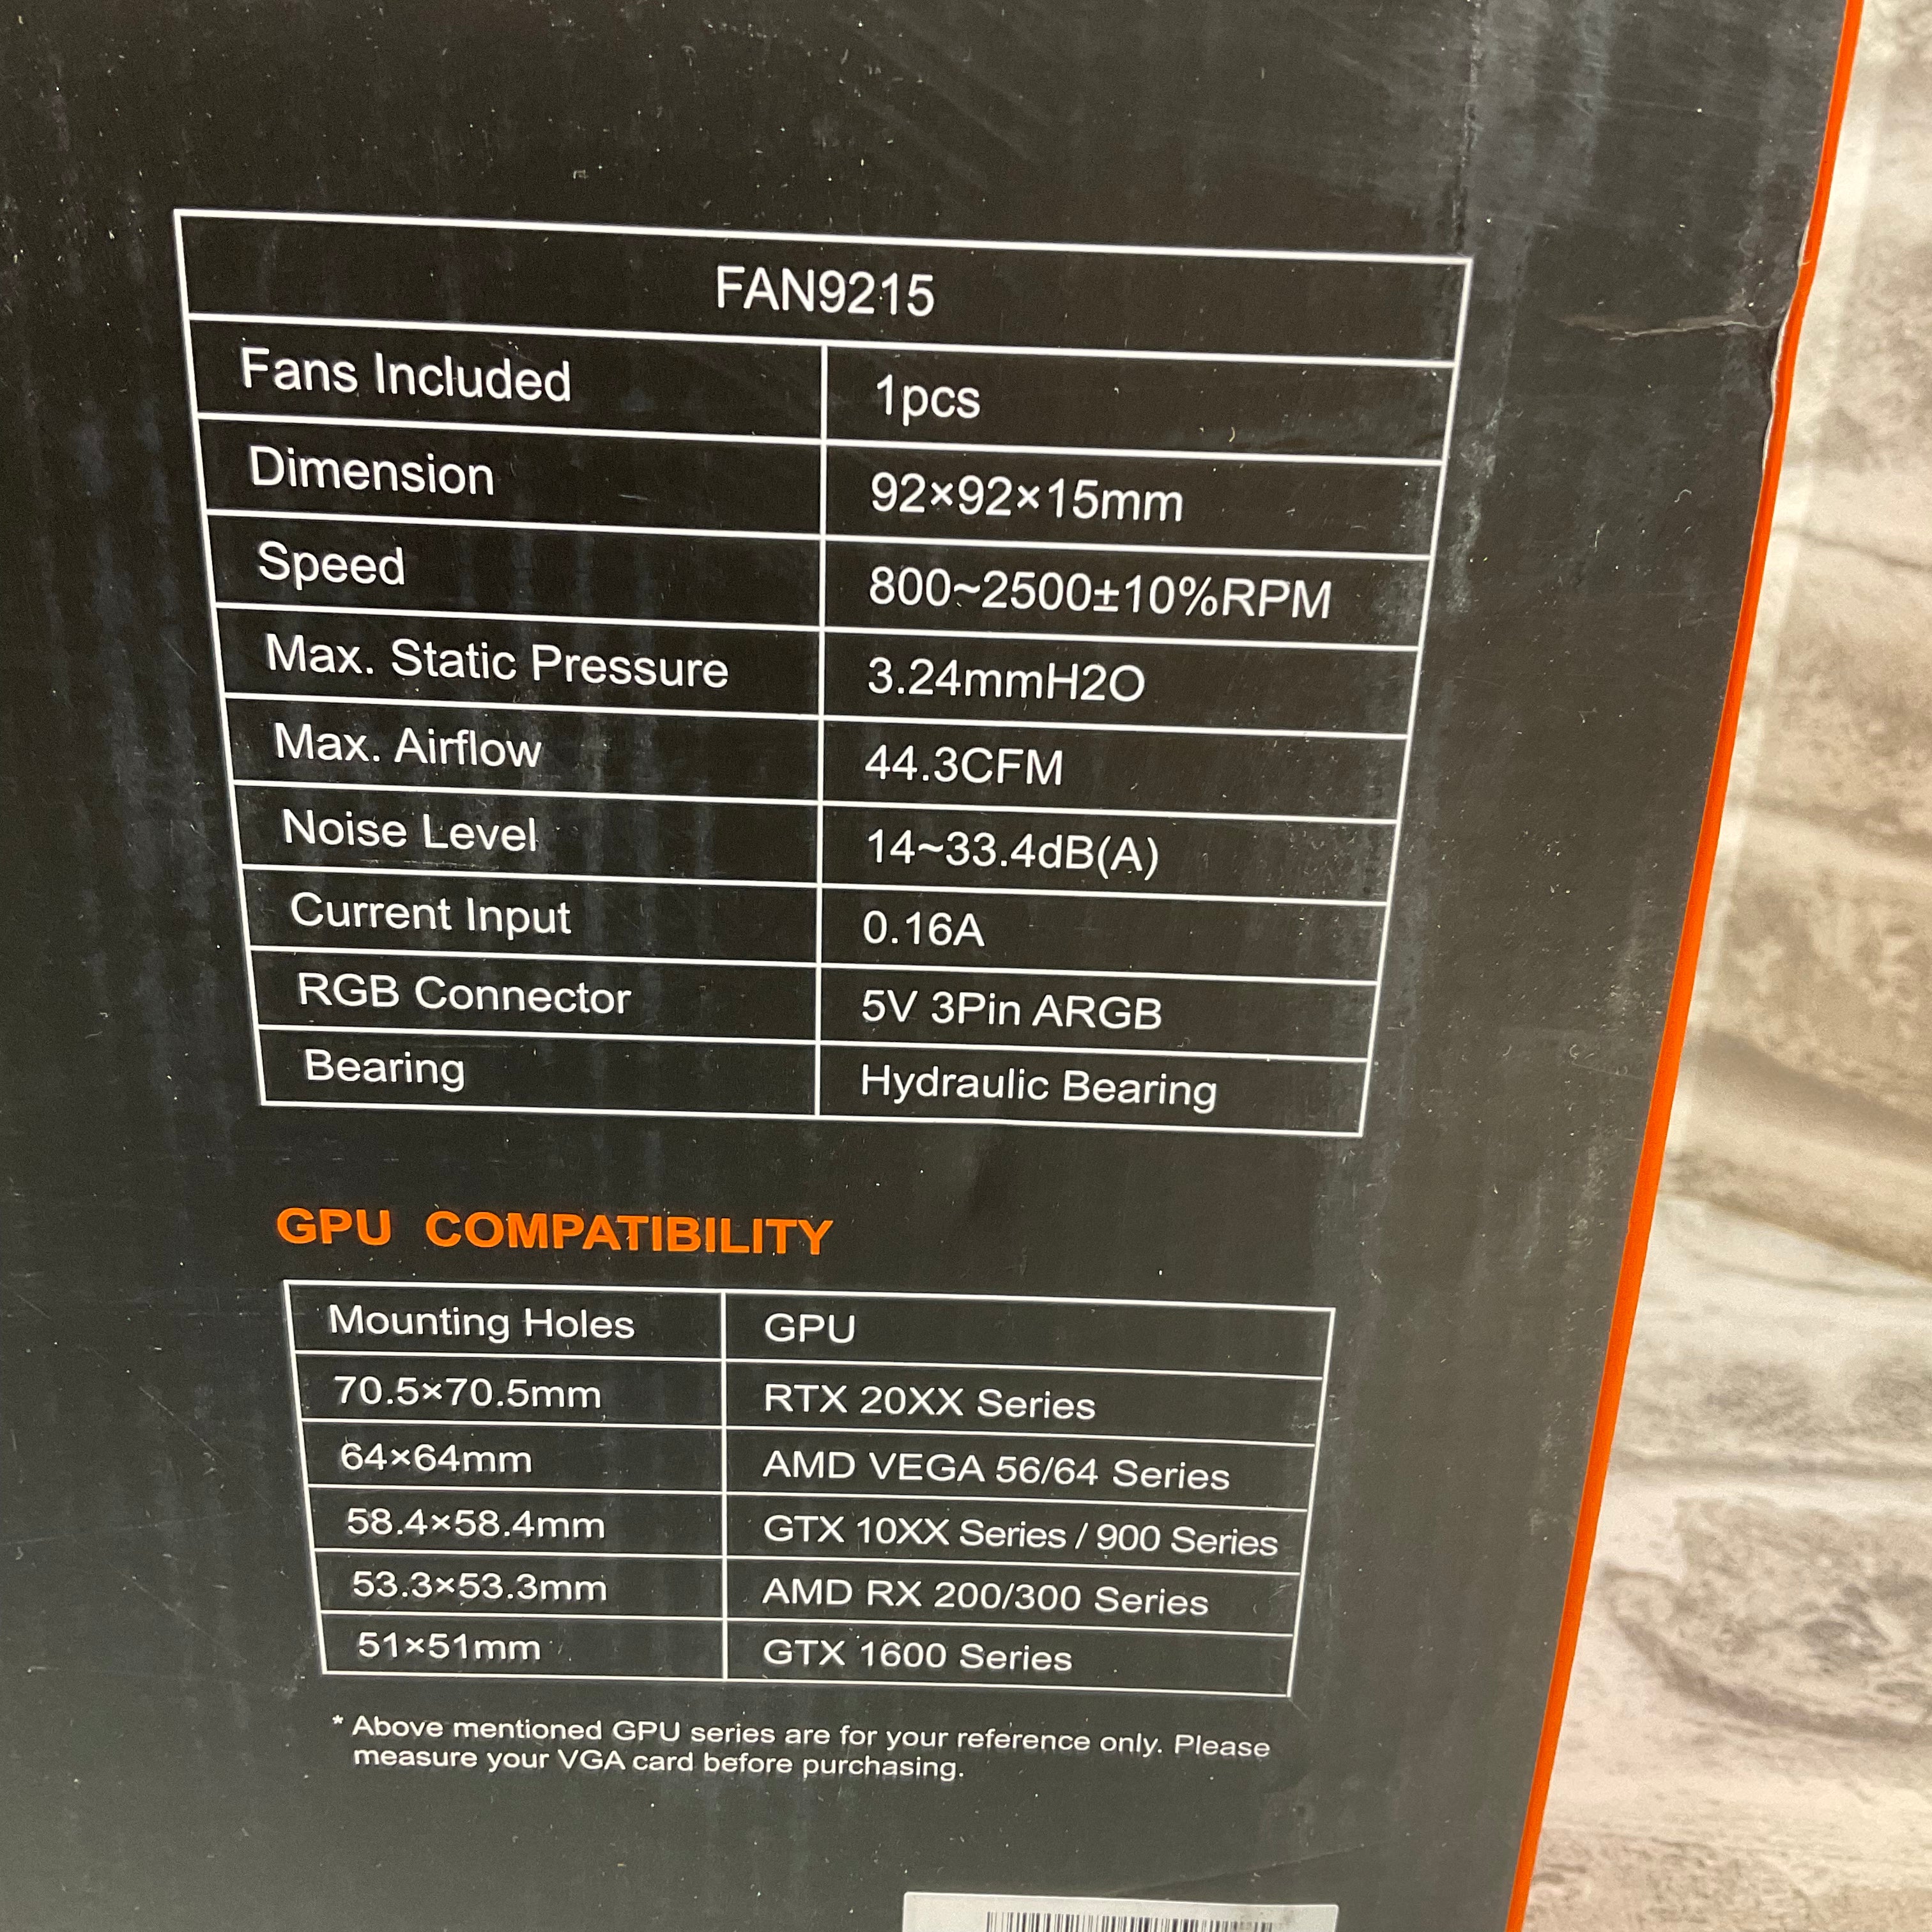 FAN9215
Fans Included 1pcs
Dimension 92×92×15mm
Speed 800~2500±10%RPM
Max. Static Pressure 3.24mmH2O
Max. Airflow 44.3CFM
Noise Level 14~33.4dB(A)
Current Input 0.16A
RGB Connector 5V 3Pin ARGB
Bearing Hydraulic Bearing
GPU COMPATIBILITY
Mounting Holes GPU
70.5×70.5mm RTX 20XX Series
64×64mm AMD VEGA 56/64 Series
58.4×58.4mm GTX 10XX Series / 900 Series
53.3×53.3mm AMD RX 200/300 Series
51×51mm GTX 1600 Series
* Above mentioned GPU series are for your reference only. Please
measure your VGA card before purchasing.